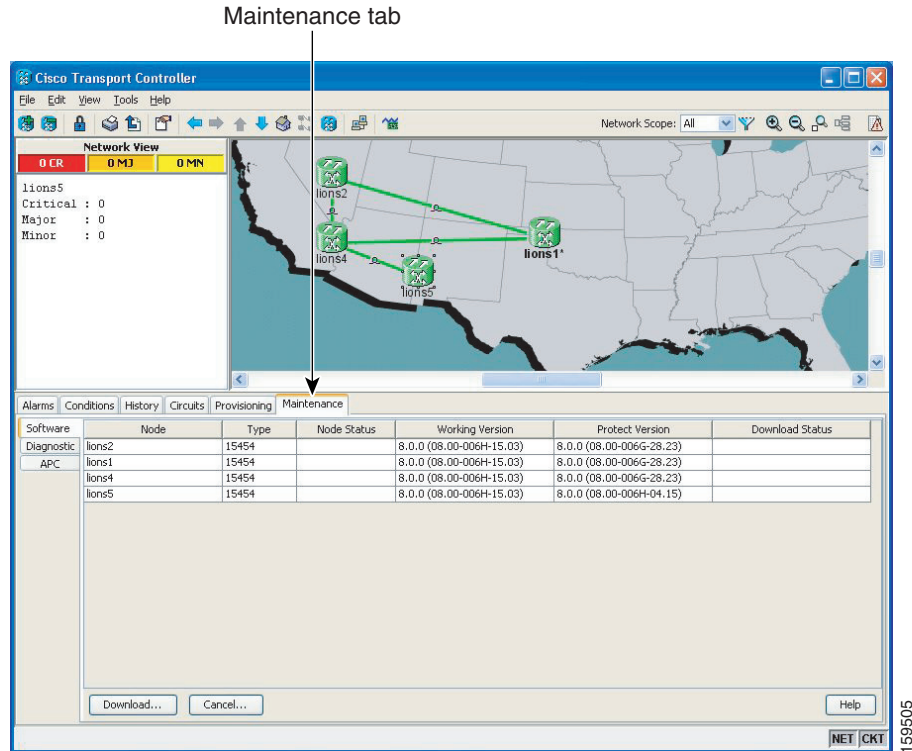 Maintenance tab
Cisco Transport Controller
File Edit View Tools Help
Network Scope: All
Network View
0 CR 0 MJ 0 MN
lions5
Critical : 0
Major : 0
Minor : 0
lions2
lions4
lions1*
lions5
Alarms Conditions History Circuits Provisioning Maintenance
Software
Diagnostic
APC
Node Type Node Status Working Version Protect Version Download Status
lions2 15454 8.0.0 (08.00-006H-15.03) 8.0.0 (08.00-006G-28.23)
lions1 15454 8.0.0 (08.00-006H-15.03) 8.0.0 (08.00-006G-28.23)
lions4 15454 8.0.0 (08.00-006H-15.03) 8.0.0 (08.00-006G-28.23)
lions5 15454 8.0.0 (08.00-006H-15.03) 8.0.0 (08.00-006H-04.15)
Download... Cancel... Help
NET CKT
159505